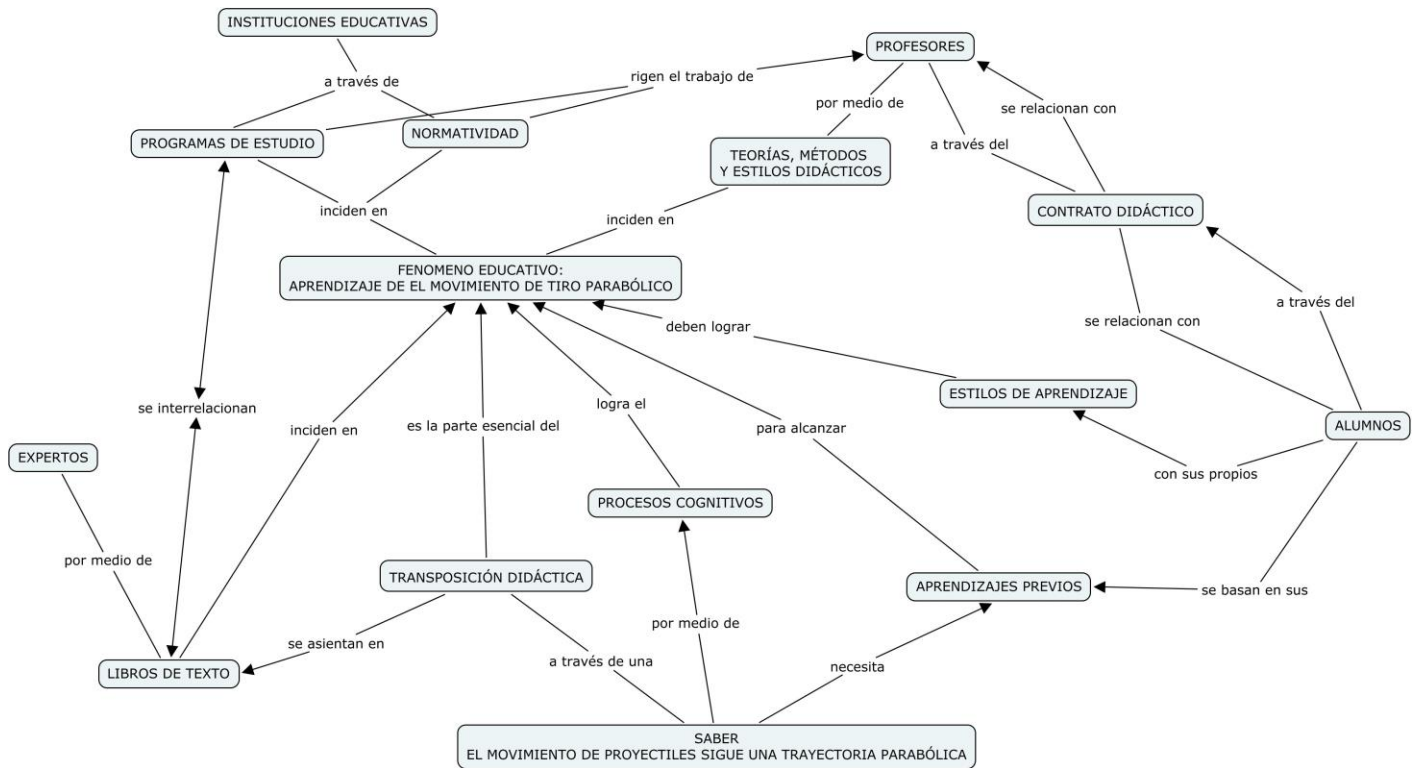 INSTITUCIONES EDUCATIVAS
PROFESORES
a través de
rigen el trabajo de
por medio de
se relacionan con
PROGRAMAS DE ESTUDIO
NORMATIVIDAD
a través del
TEORÍAS, MÉTODOS
Y ESTILOS DIDÁCTICOS
inciden en
inciden en
CONTRATO DIDÁCTICO
FENOMENO EDUCATIVO:
APRENDIZAJE DE EL MOVIMIENTO DE TIRO PARABÓLICO
a través del
deben lograr
se relacionan con
ESTILOS DE APRENDIZAJE
se interrelacionan
logra el
inciden en
es la parte esencial del
para alcanzar
ALUMNOS
EXPERTOS
con sus propios
PROCESOS COGNITIVOS
por medio de
TRANSPOSICIÓN DIDÁCTICA
APRENDIZAJES PREVIOS
se basan en sus
por medio de
se asientan en
a través de una
necesita
LIBROS DE TEXTO
SABER
EL MOVIMIENTO DE PROYECTILES SIGUE UNA TRAYECTORIA PARABÓLICA